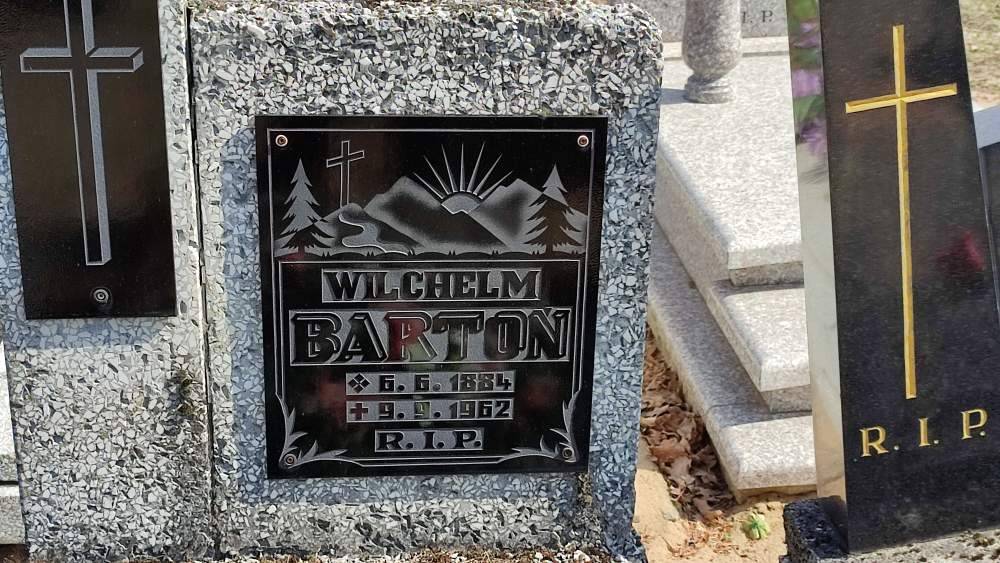 WILCHELM
BARTON
6. 6. 1884
9. 9. 1962
R. I. P.
R. I. P.
I. P.